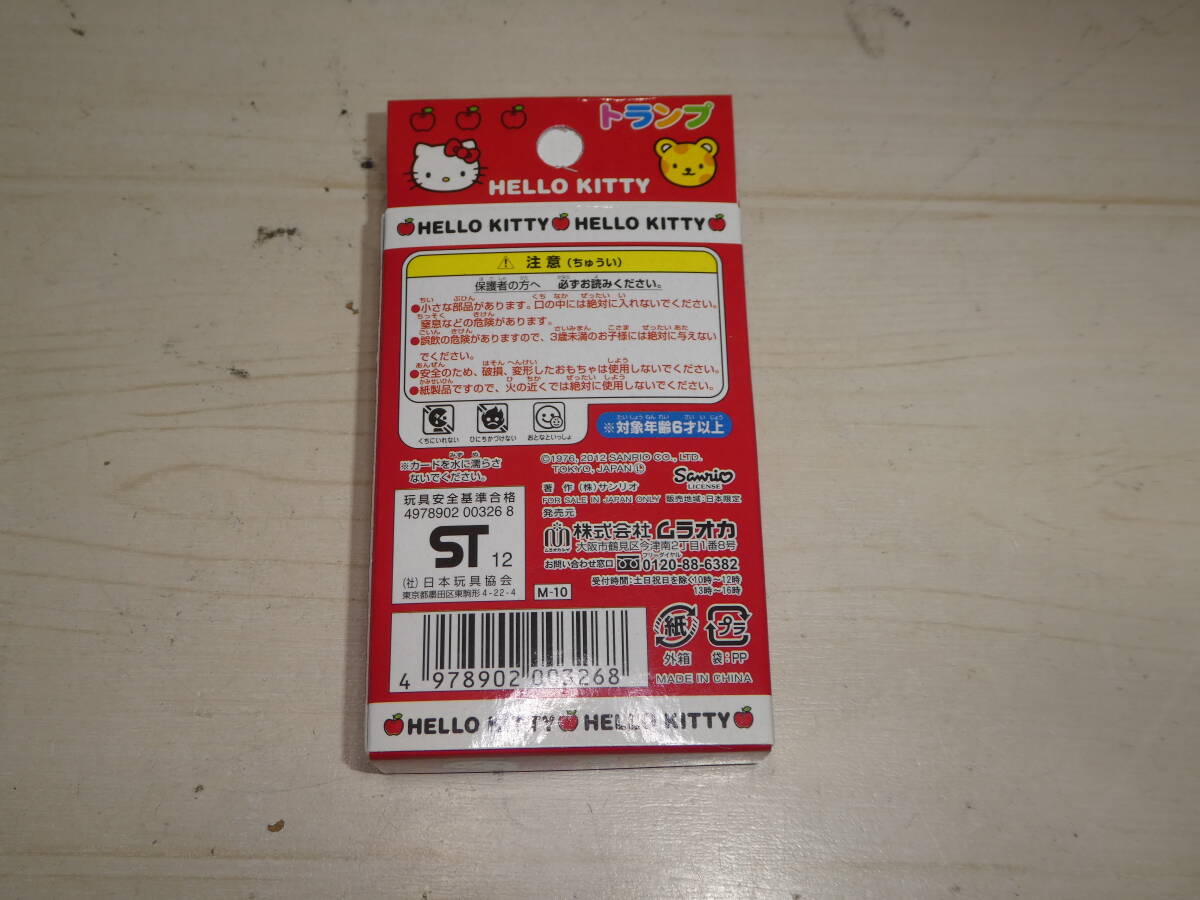 トランプ
HELLO KITTY
HELLO KITTY HELLO KITTY
注意(ちゅうい)
保護者の方へ 必ずお読みください。
●小さな部品があります。口の中には絶対に入れないでください。
窒息などの危険があります。
●誤飲の危険がありますので、3歳未満のお子様には絶対に与えない
でください。
●安全のため、破損、変形したおもちゃは使用しないでください。
●紙製品ですので、火の近くでは絶対に使用しないでください。
くちにいれない ひにちかづけない おとなといっしょ
※対象年齢6才以上
※カードを水に濡らさ
ないでください。
©1976, 2012 SANRIO CO., LTD.
TOKYO, JAPAN Ⓛ
著作 (株)サンリオ
Sanrio
LICENSE
FOR SALE IN JAPAN ONLY 販売地域:日本限定
玩具安全基準合格
4978902 00326 8
ST 12
(社)日本玩具協会
東京都墨田区東駒形4-22-4
発売元
株式会社ムラオカ
大阪市鶴見区今津南2丁目1番8号
お問い合わせ窓口 フリーダイヤル 0120-88-6382
受付時間:土日祝日を除く10時〜12時
13時〜16時
M-10
4 978902 003268
紙 プラ
外箱 袋:PP
MADE IN CHINA
HELLO KITTY HELLO KITTY